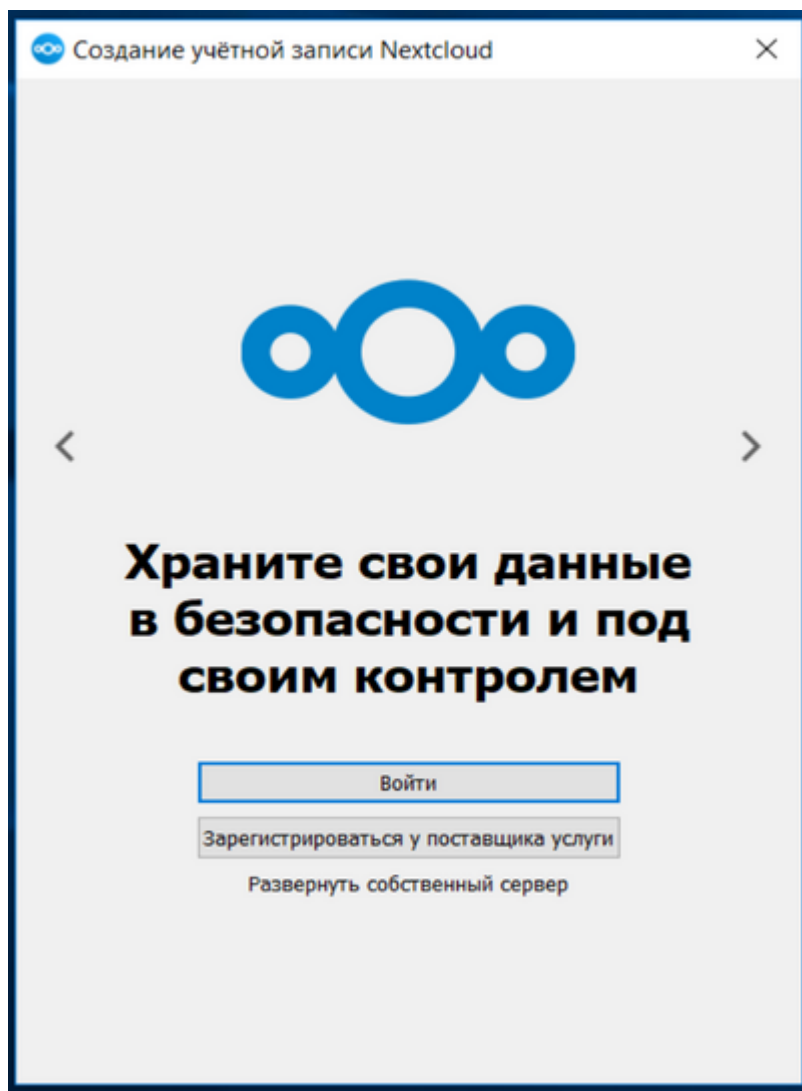 Создание учётной записи Nextcloud
Храните свои данные
в безопасности и под
своим контролем
Войти
Зарегистрироваться у поставщика услуги
Развернуть собственный сервер